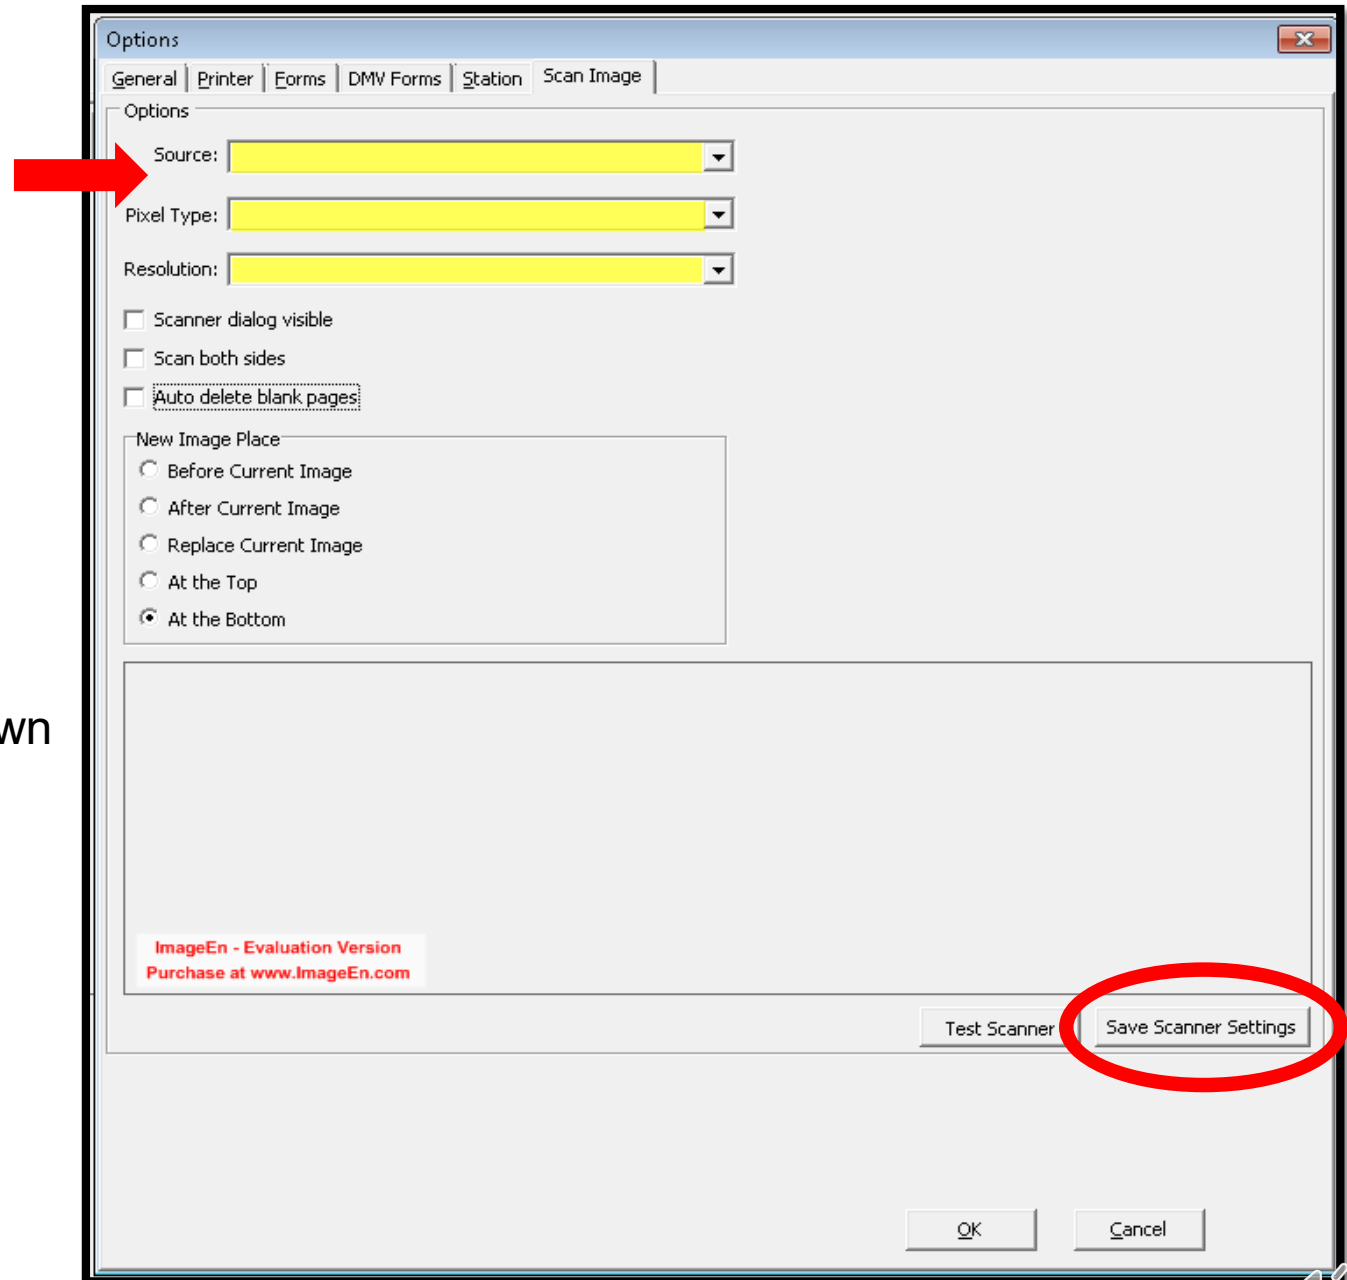 Options
General Printer Forms DMV Forms Station Scan Image
Options
Source:
Pixel Type:
Resolution:
Scanner dialog visible
Scan both sides
Auto delete blank pages
New Image Place
Before Current Image
After Current Image
Replace Current Image
At the Top
At the Bottom
wn
ImageEn - Evaluation Version
Purchase at www.ImageEn.com
Test Scanner Save Scanner Settings
OK Cancel